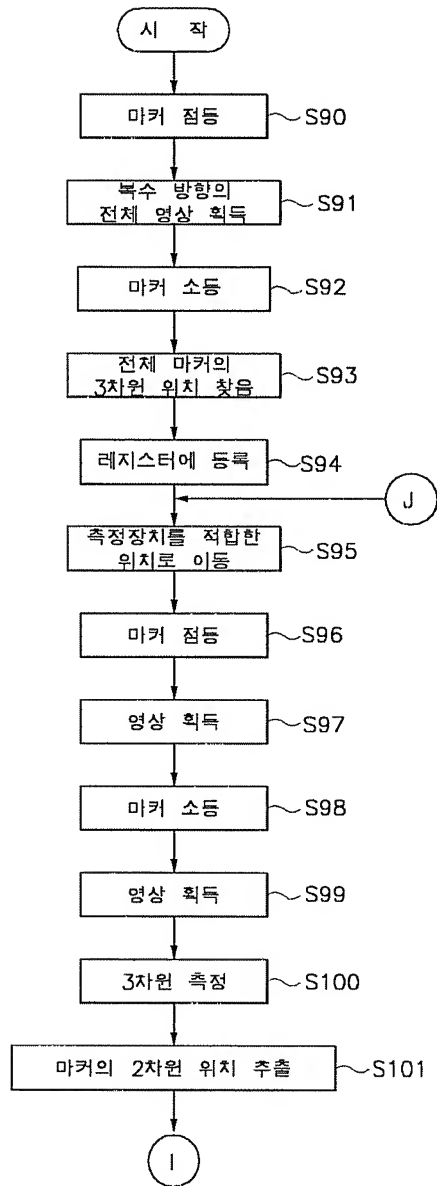 시 작
마커 점등
S90
복수 방향의
전체 영상 획득
S91
마커 소등
S92
전체 마커의
3차원 위치 찾음
S93
레지스터에 등록
S94
J
측정장치를 적합한
위치로 이동
S95
마커 점등
S96
영상 획득
S97
마커 소등
S98
영상 획득
S99
3차원 측정
S100
마커의 2차원 위치 추출
S101
I